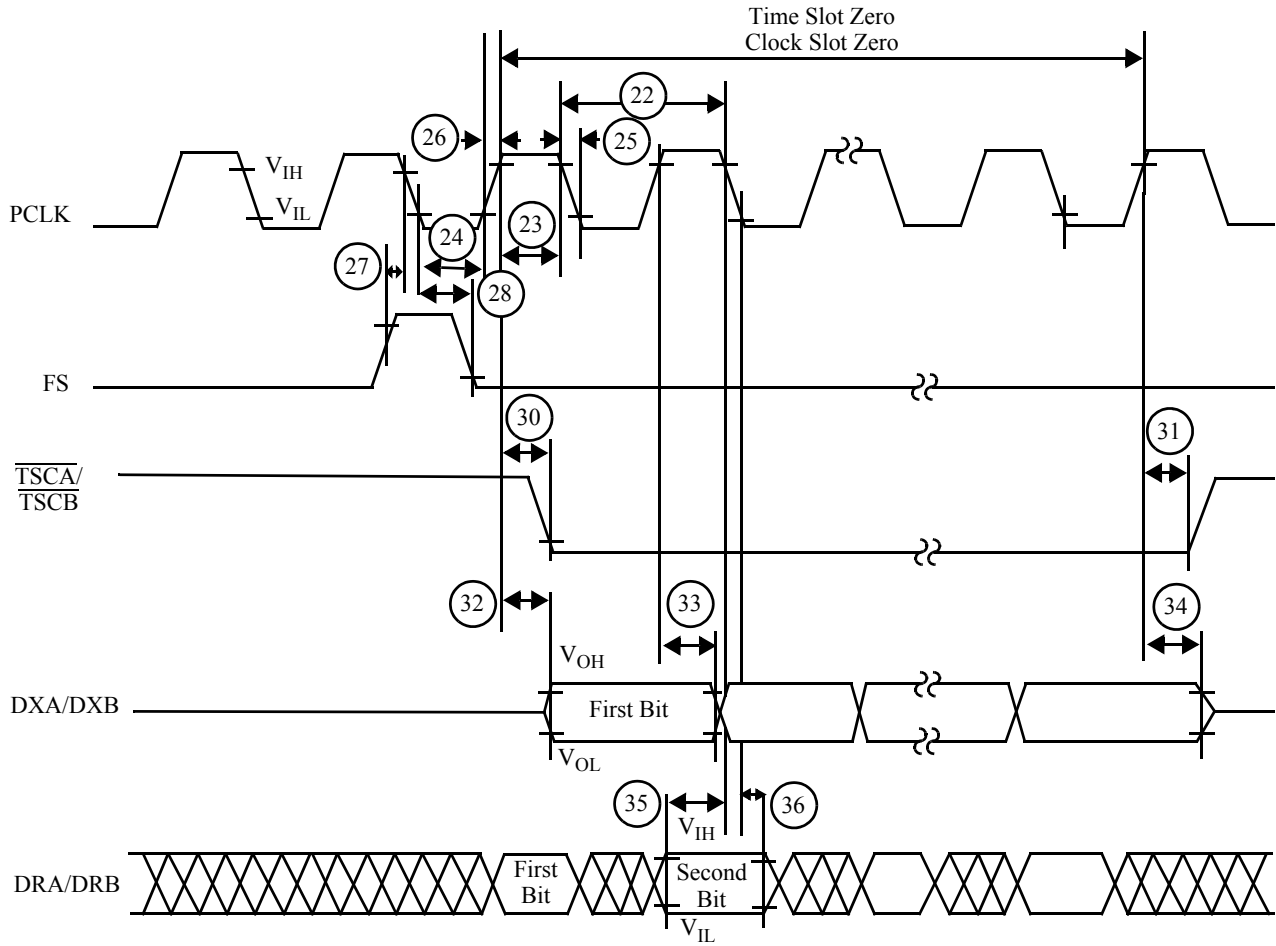 Time Slot Zero
Clock Slot Zero
22
26
25
V_IH
V_IL
PCLK
24
23
27
28
FS
30
31
TSCA/
TSCB
32
33
34
V_OH
DXA/DXB
First Bit
V_OL
35
36
V_IH
DRA/DRB
First
Bit
Second
Bit
V_IL